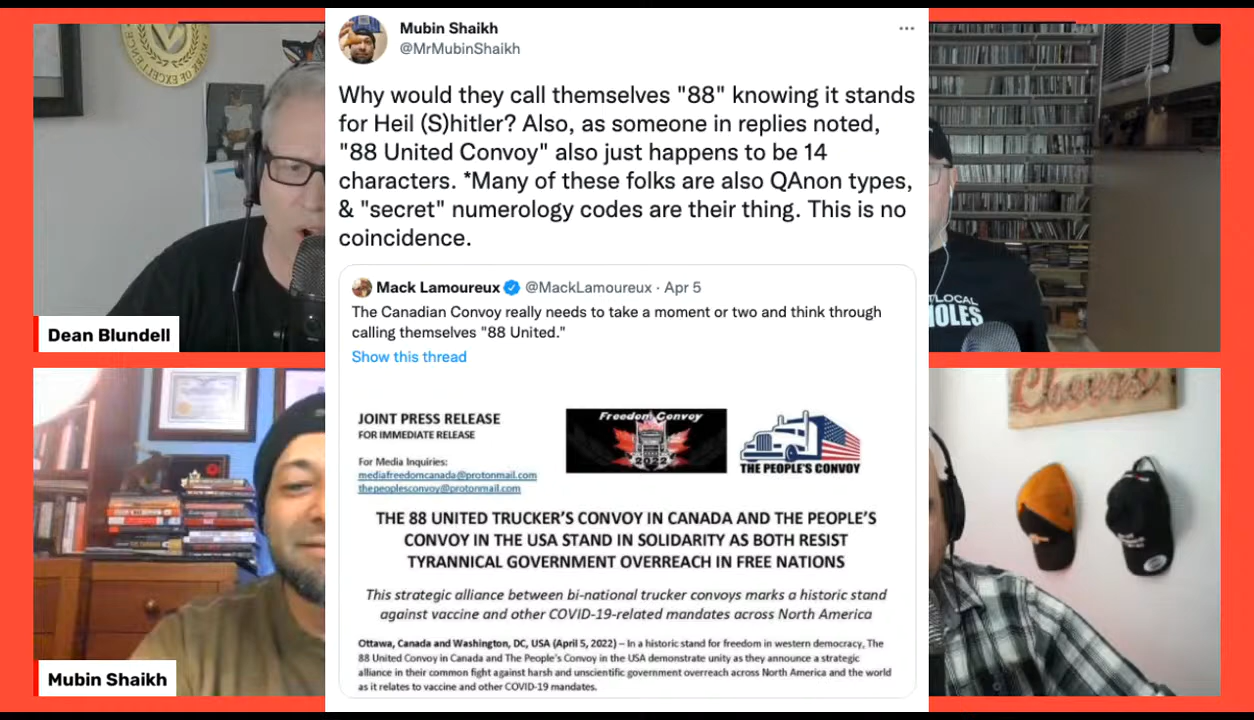 MARK OF EXCELLENCE
Mubin Shaikh
@MrMubinShaikh
Why would they call themselves "88" knowing it stands
for Heil (S)hitler? Also, as someone in replies noted,
"88 United Convoy" also just happens to be 14
characters. *Many of these folks are also QAnon types,
& "secret" numerology codes are their thing. This is no
coincidence.
Mack Lamoureux @MackLamoureux · Apr 5
The Canadian Convoy really needs to take a moment or two and think through
calling themselves "88 United."
Show this thread
JOINT PRESS RELEASE
FOR IMMEDIATE RELEASE
For Media Inquiries:
mediafreedomcanada@protonmail.com
thepeoplesconvoy@protonmail.com
Freedom Convoy
2022
THE PEOPLE'S CONVOY
THE 88 UNITED TRUCKER'S CONVOY IN CANADA AND THE PEOPLE'S
CONVOY IN THE USA STAND IN SOLIDARITY AS BOTH RESIST
TYRANNICAL GOVERNMENT OVERREACH IN FREE NATIONS
This strategic alliance between bi-national trucker convoys marks a historic stand
against vaccine and other COVID-19-related mandates across North America
Ottawa, Canada and Washington, DC, USA (April 5, 2022) – In a historic stand for freedom in western democracy, The
88 United Convoy in Canada and The People's Convoy in the USA demonstrate unity as they announce a strategic
alliance in their common fight against harsh and unscientific government overreach across North America and the world
as it relates to vaccine and other COVID-19 mandates.
Dean Blundell
LOCAL
HOLES
Mubin Shaikh
Cheers!